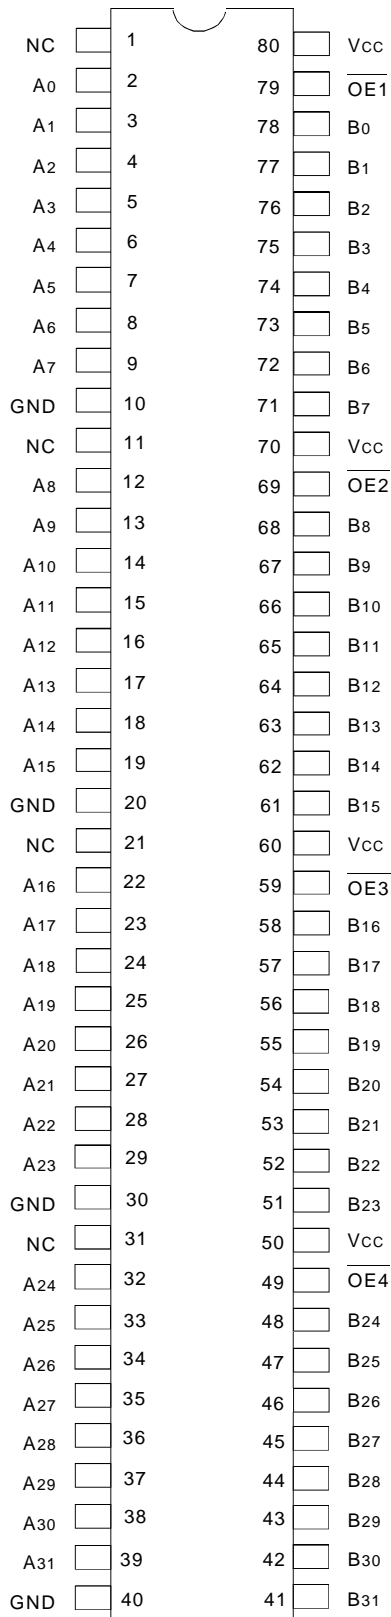 NC 1 80 Vcc
A0 2 79 OE1
A1 3 78 B0
A2 4 77 B1
A3 5 76 B2
A4 6 75 B3
A5 7 74 B4
A6 8 73 B5
A7 9 72 B6
GND 10 71 B7
NC 11 70 Vcc
A8 12 69 OE2
A9 13 68 B8
A10 14 67 B9
A11 15 66 B10
A12 16 65 B11
A13 17 64 B12
A14 18 63 B13
A15 19 62 B14
GND 20 61 B15
NC 21 60 Vcc
A16 22 59 OE3
A17 23 58 B16
A18 24 57 B17
A19 25 56 B18
A20 26 55 B19
A21 27 54 B20
A22 28 53 B21
A23 29 52 B22
GND 30 51 B23
NC 31 50 Vcc
A24 32 49 OE4
A25 33 48 B24
A26 34 47 B25
A27 35 46 B26
A28 36 45 B27
A29 37 44 B28
A30 38 43 B29
A31 39 42 B30
GND 40 41 B31